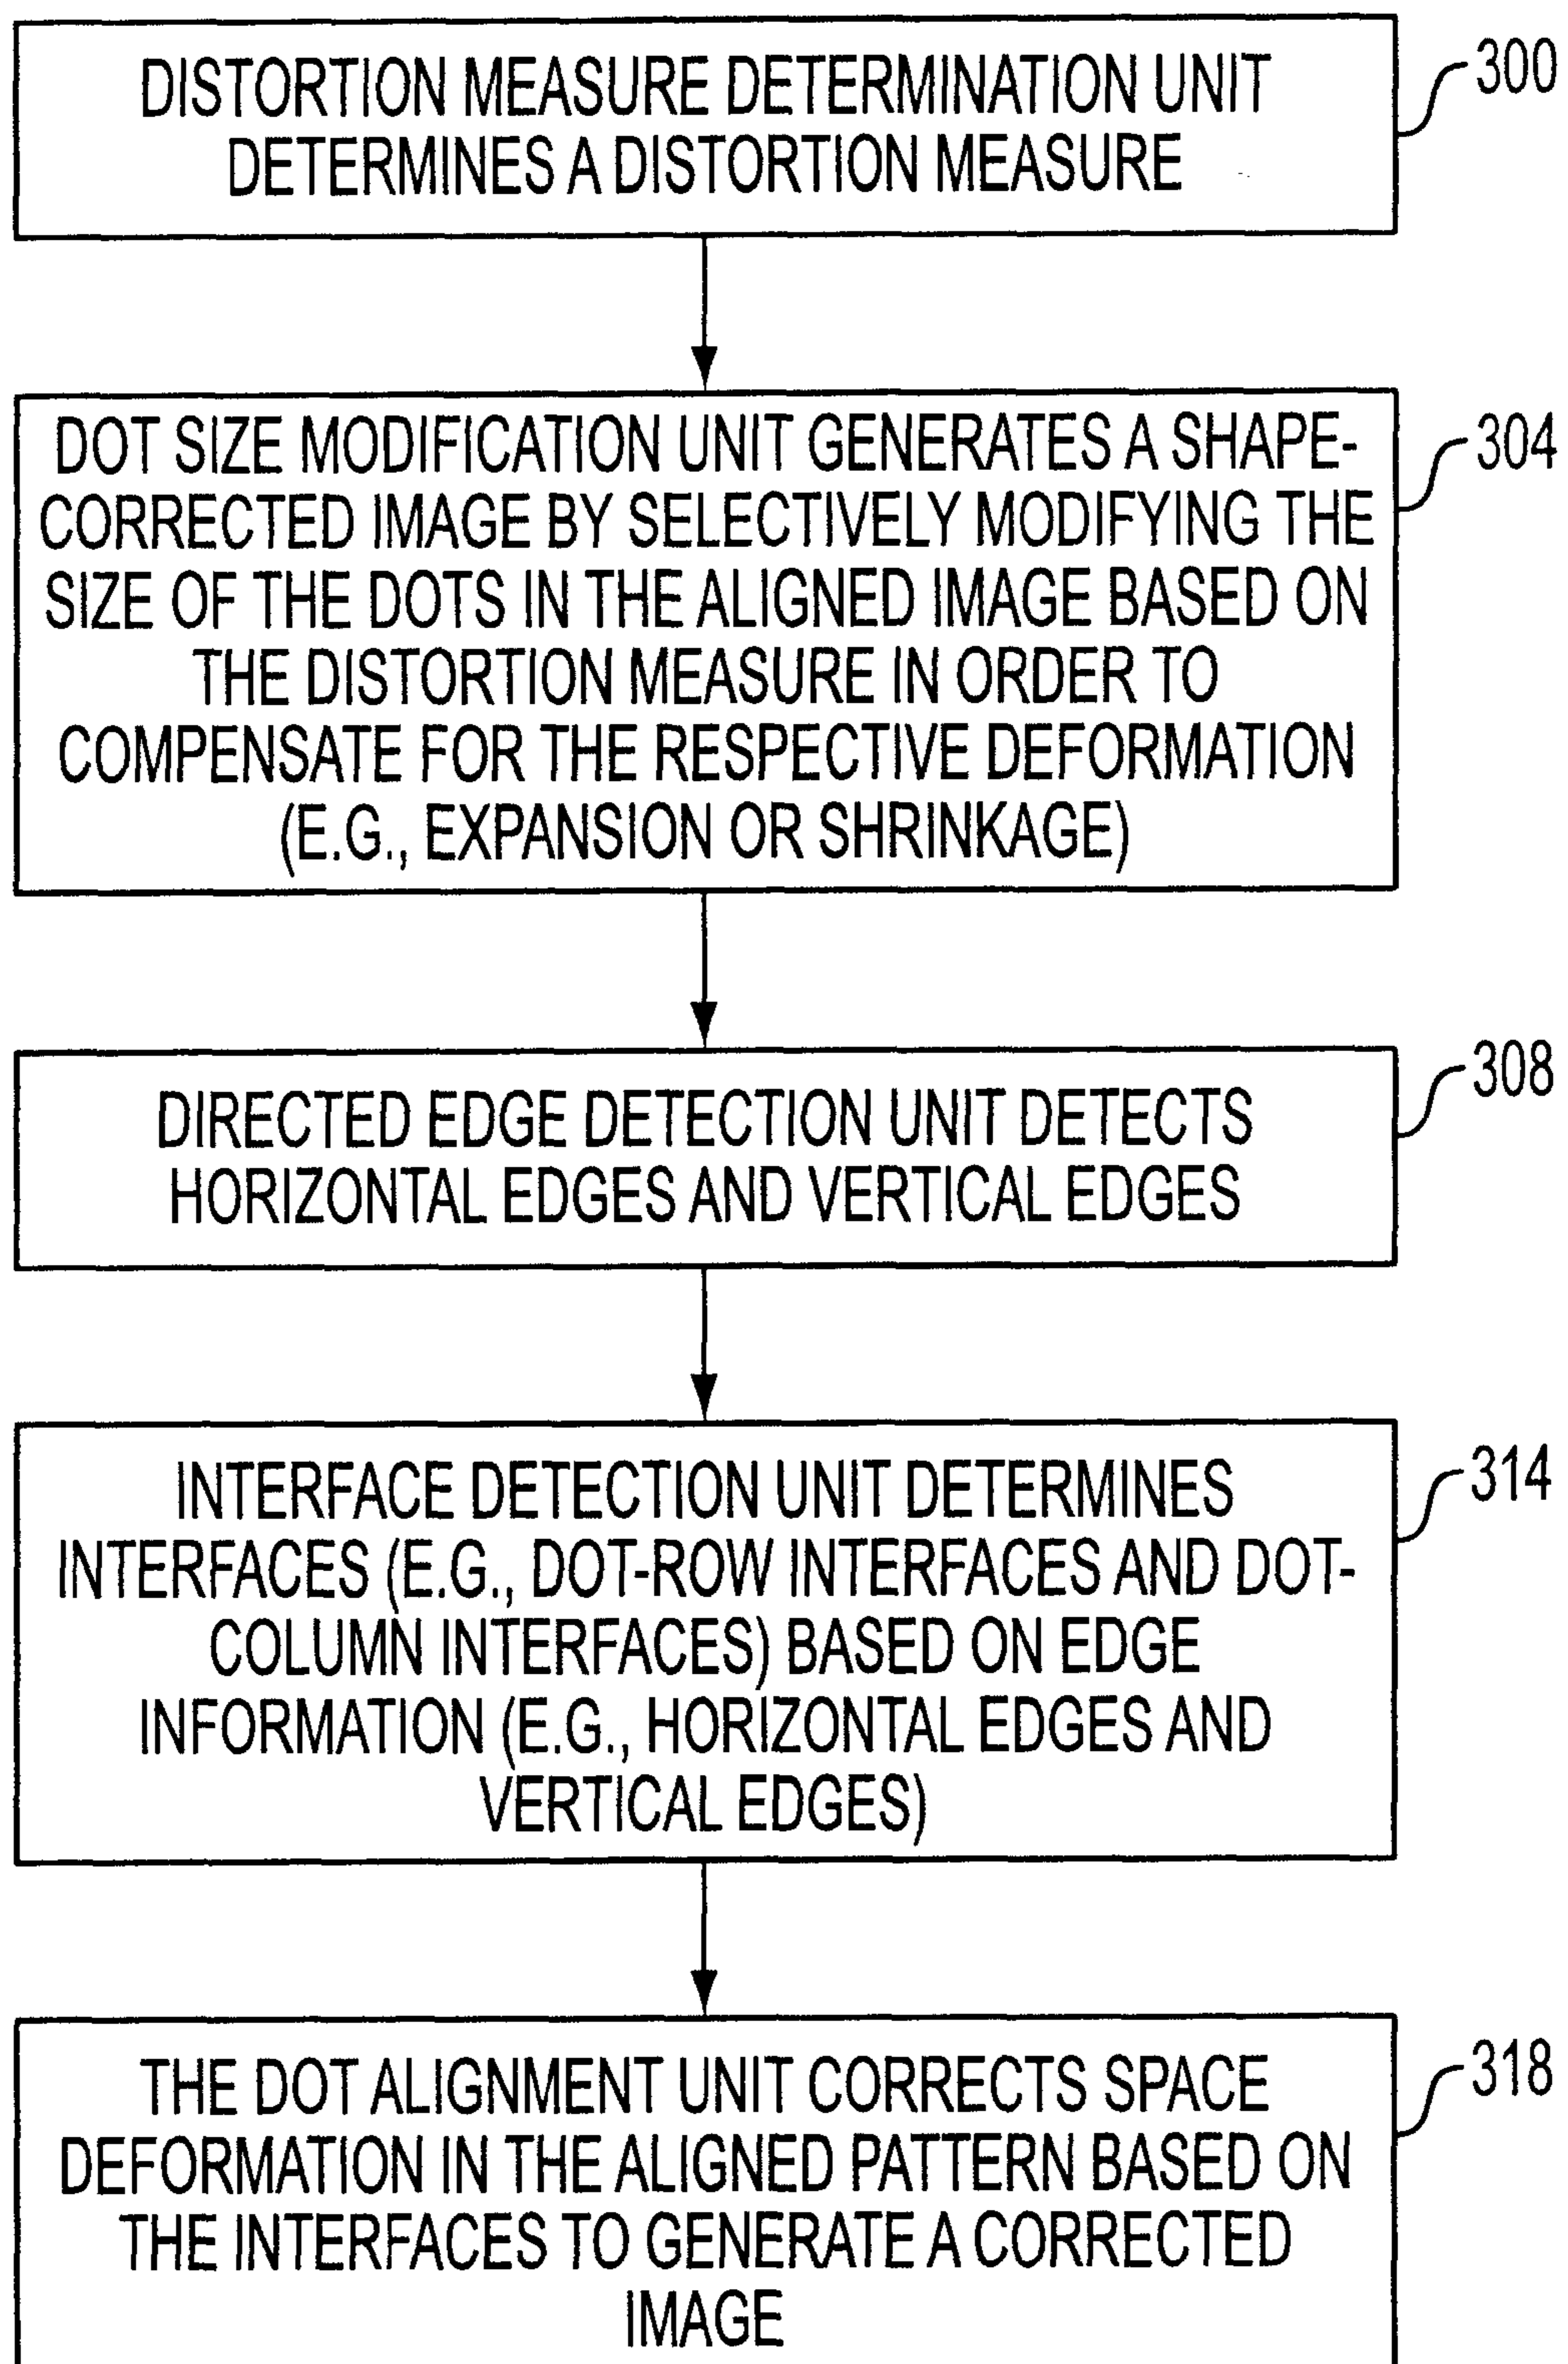 DISTORTION MEASURE DETERMINATION UNIT
DETERMINES A DISTORTION MEASURE
300
DOT SIZE MODIFICATION UNIT GENERATES A SHAPE-
CORRECTED IMAGE BY SELECTIVELY MODIFYING THE
SIZE OF THE DOTS IN THE ALIGNED IMAGE BASED ON
THE DISTORTION MEASURE IN ORDER TO
COMPENSATE FOR THE RESPECTIVE DEFORMATION
(E.G., EXPANSION OR SHRINKAGE)
304
DIRECTED EDGE DETECTION UNIT DETECTS
HORIZONTAL EDGES AND VERTICAL EDGES
308
INTERFACE DETECTION UNIT DETERMINES
INTERFACES (E.G., DOT-ROW INTERFACES AND DOT-
COLUMN INTERFACES) BASED ON EDGE
INFORMATION (E.G., HORIZONTAL EDGES AND
VERTICAL EDGES)
314
THE DOT ALIGNMENT UNIT CORRECTS SPACE
DEFORMATION IN THE ALIGNED PATTERN BASED ON
THE INTERFACES TO GENERATE A CORRECTED
IMAGE
318